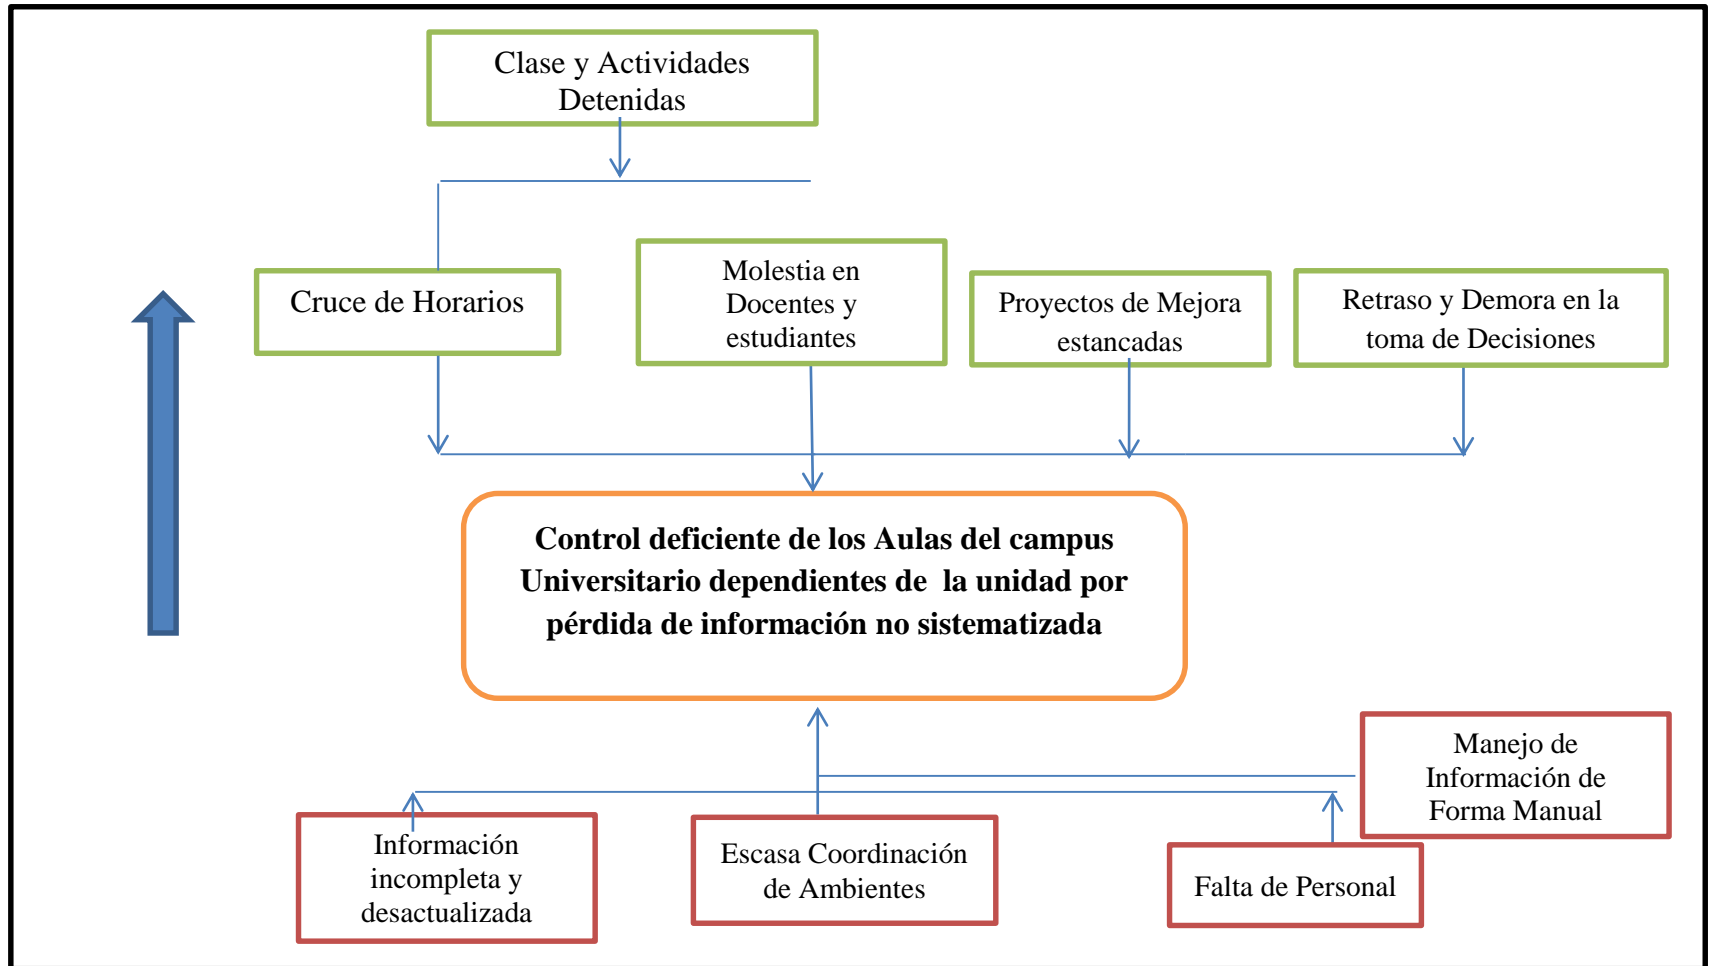 Clase y Actividades
Detenidas
Cruce de Horarios
Molestia en
Docentes y
estudiantes
Proyectos de Mejora
estancadas
Retraso y Demora en la
toma de Decisiones
Control deficiente de los Aulas del campus
Universitario dependientes de  la unidad por
pérdida de información no sistematizada
Manejo de
Información de
Forma Manual
Información
incompleta y
desactualizada
Escasa Coordinación
de Ambientes
Falta de Personal